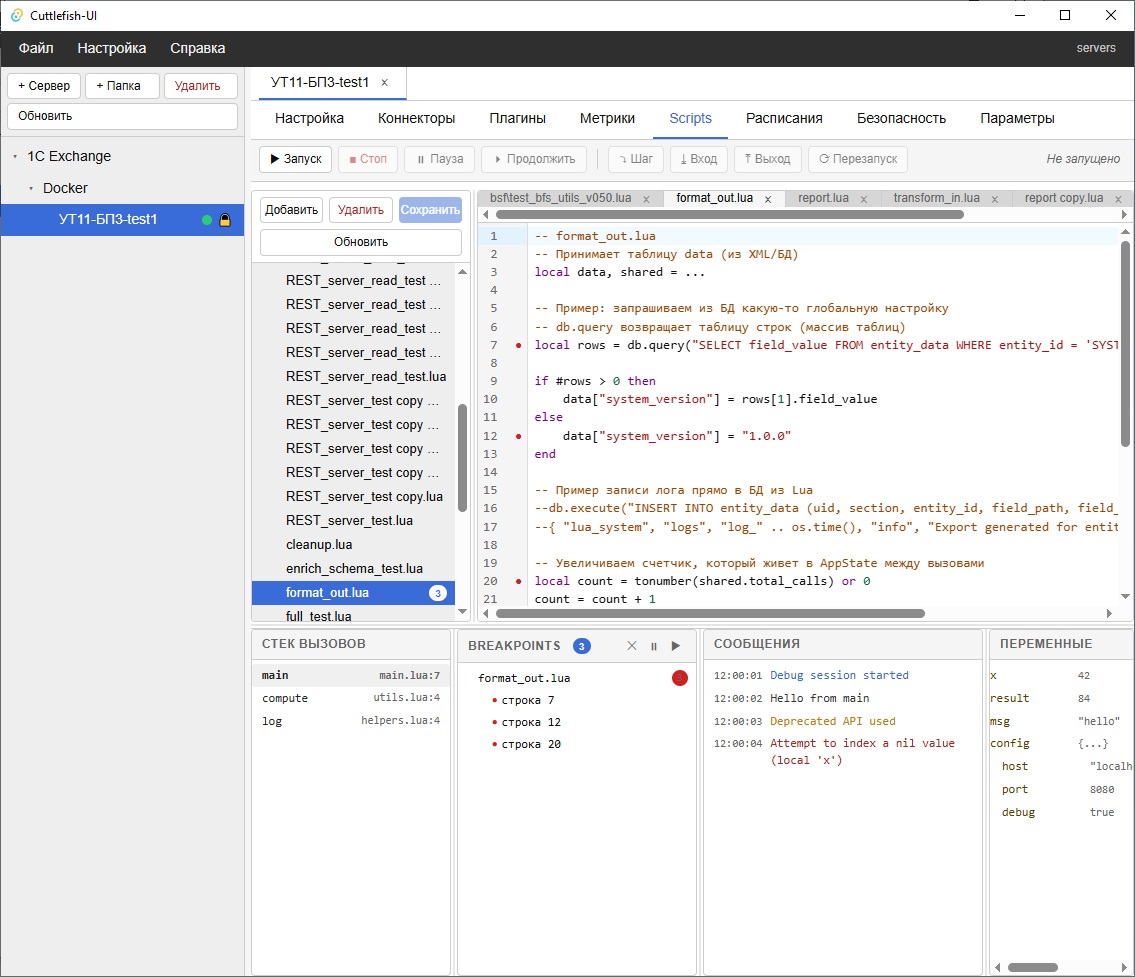 Cuttlefish-UI
Файл Настройка Справка servers
+ Сервер + Папка Удалить
Обновить
1C Exchange
Docker
УТ11-БП3-test1
УТ11-БП3-test1 ×
Настройка Коннекторы Плагины Метрики Scripts Расписания Безопасность Параметры
Запуск Стоп Пауза Продолжить Шаг Вход Выход Перезапуск Не запущено
Добавить Удалить Сохранить
Обновить
REST_server_read_test ...
REST_server_read_test ...
REST_server_read_test ...
REST_server_read_test ...
REST_server_read_test.lua
REST_server_test copy ...
REST_server_test copy ...
REST_server_test copy ...
REST_server_test copy ...
REST_server_test copy.lua
REST_server_test.lua
cleanup.lua
enrich_schema_test.lua
format_out.lua 3
full_test.lua
bsf\test_bfs_utils_v050.lua × format_out.lua × report.lua × transform_in.lua × report copy.lua ×
1 -- format_out.lua
2 -- Принимает таблицу data (из XML/БД)
3 local data, shared = ...
4
5 -- Пример: запрашиваем из БД какую-то глобальную настройку
6 -- db.query возвращает таблицу строк (массив таблиц)
7 local rows = db.query("SELECT field_value FROM entity_data WHERE entity_id = 'SYST
8
9 if #rows > 0 then
10 data["system_version"] = rows[1].field_value
11 else
12 data["system_version"] = "1.0.0"
13 end
14
15 -- Пример записи лога прямо в БД из Lua
16 --db.execute("INSERT INTO entity_data (uid, section, entity_id, field_path, field_
17 --{ "lua_system", "logs", "log_" .. os.time(), "info", "Export generated for entit
18
19 -- Увеличиваем счетчик, который живет в AppState между вызовами
20 local count = tonumber(shared.total_calls) or 0
21 count = count + 1
СТЕК ВЫЗОВОВ
main main.lua:7
compute utils.lua:4
log helpers.lua:4
BREAKPOINTS 3
format_out.lua
строка 7
строка 12
строка 20
СООБЩЕНИЯ
12:00:01 Debug session started
12:00:02 Hello from main
12:00:03 Deprecated API used
12:00:04 Attempt to index a nil value
(local 'x')
ПЕРЕМЕННЫЕ
x 42
result 84
msg "hello"
config {...}
host "localh
port 8080
debug true